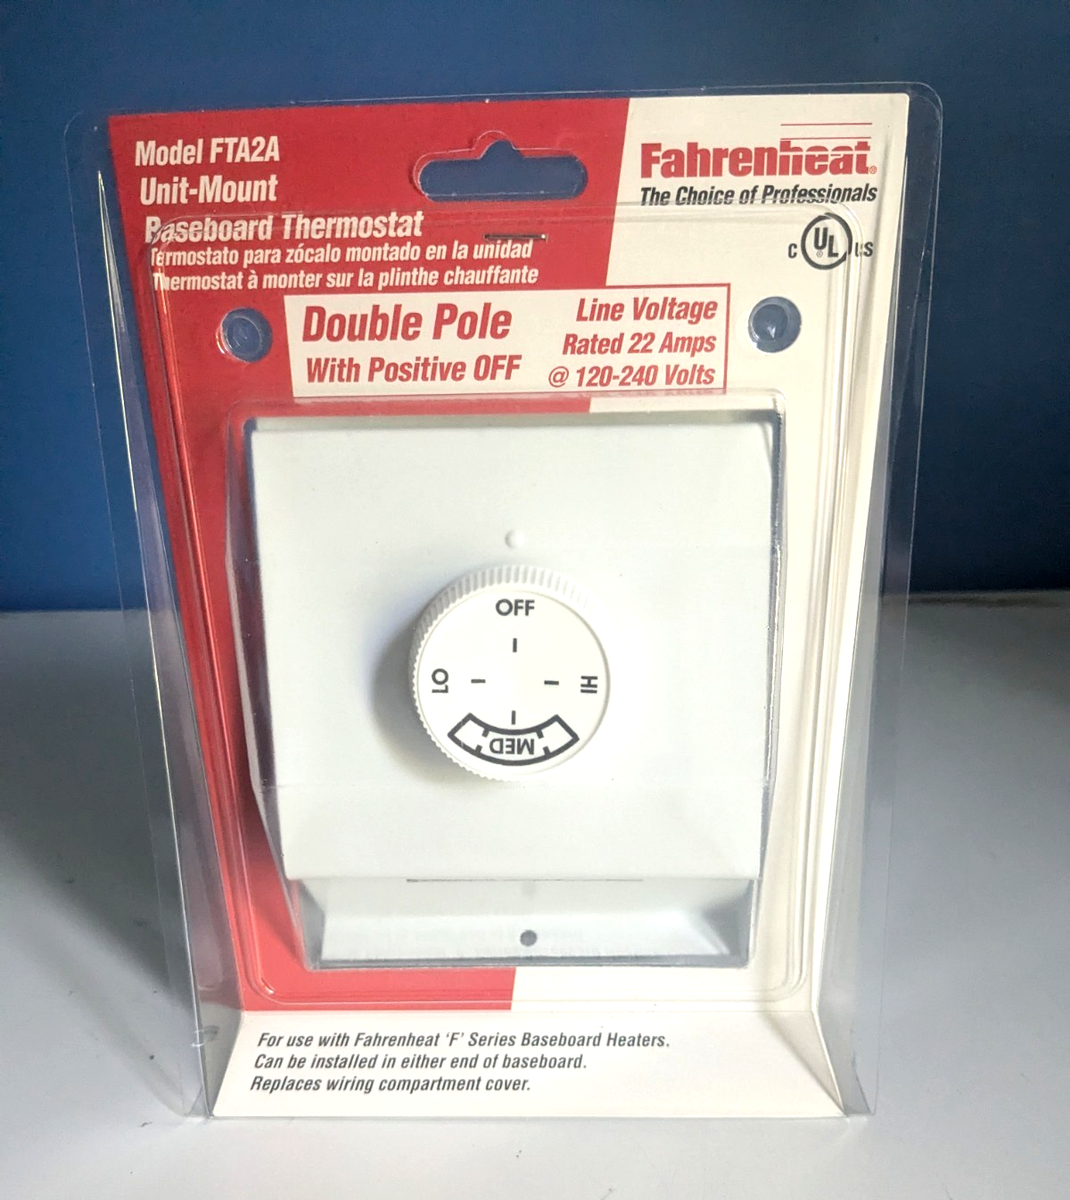 Model FTA2A
Unit-Mount
Baseboard Thermostat
Termostato para zócalo montado en la unidad
Thermostat à monter sur la plinthe chauffante
Fahrenheat®
The Choice of Professionals
C UL® US
Double Pole
With Positive OFF
Line Voltage
Rated 22 Amps
@ 120-240 Volts
OFF
LO
HI
MED
For use with Fahrenheat ‘F’ Series Baseboard Heaters.
Can be installed in either end of baseboard.
Replaces wiring compartment cover.